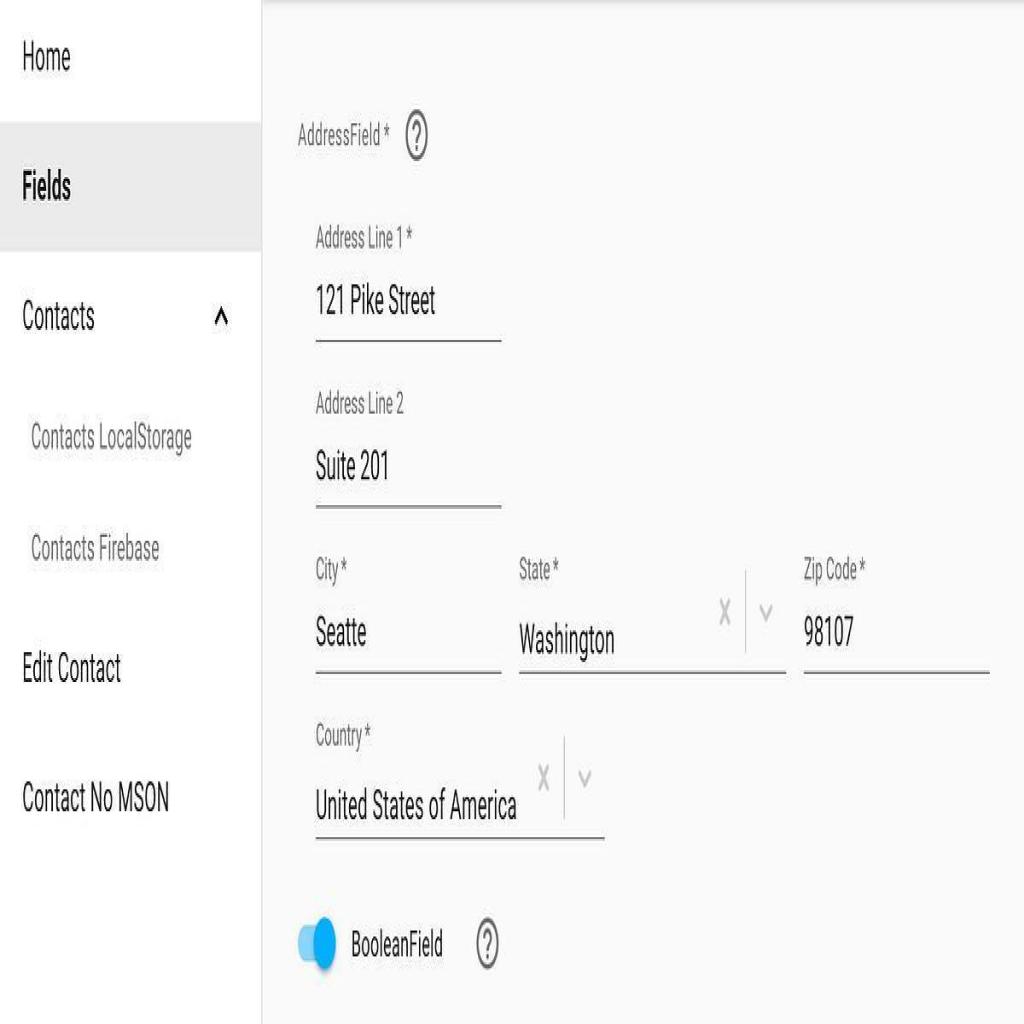 Home
Fields
Contacts
Contacts LocalStorage
Contacts Firebase
Edit Contact
Contact No MSON
AddressField *
Address Line 1 *
121 Pike Street
Address Line 2
Suite 201
City *
Seatte
State *
Washington
Zip Code *
98107
Country *
United States of America
BooleanField